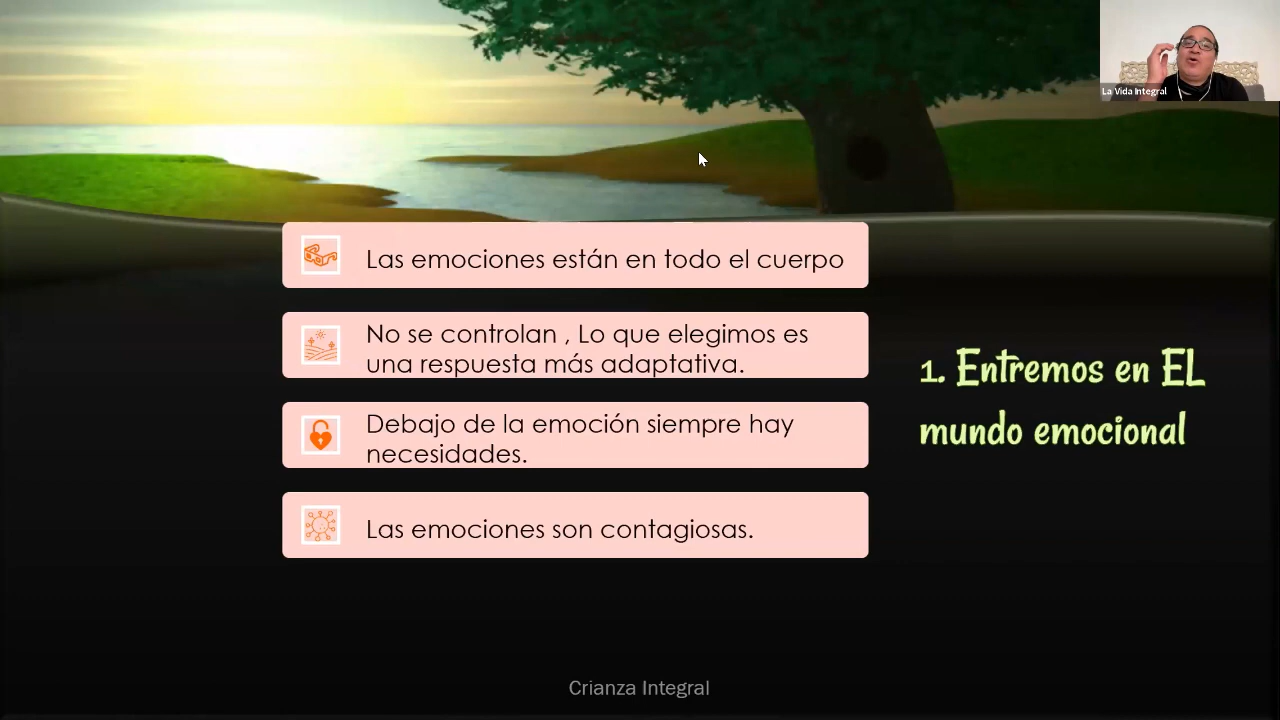 La Vida Integral
Las emociones están en todo el cuerpo
No se controlan , Lo que elegimos es
una respuesta más adaptativa.
Debajo de la emoción siempre hay
necesidades.
Las emociones son contagiosas.
1. Entremos en EL
mundo emocional
Crianza Integral